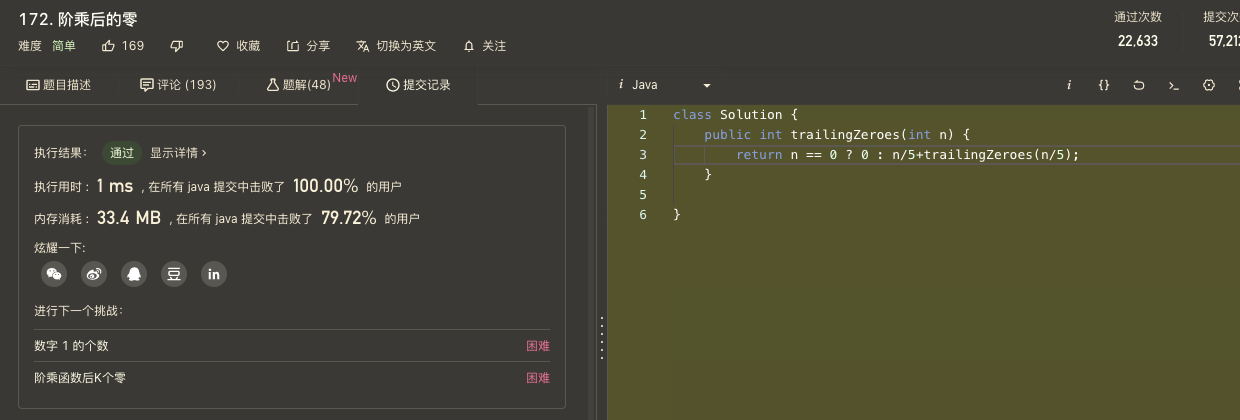 172. 阶乘后的零
难度 简单 169 收藏 分享 切换为英文 关注
通过次数
22,633
提交次
题目描述 评论 (193) 题解(48) New 提交记录
执行结果： 通过 显示详情 ›
执行用时 : 1 ms , 在所有 java 提交中击败了 100.00% 的用户
内存消耗 : 33.4 MB , 在所有 java 提交中击败了 79.72% 的用户
炫耀一下:
豆 in
进行下一个挑战：
数字 1 的个数 困难
阶乘函数后K个零 困难
i Java i {} >_
1 class Solution {
2 public int trailingZeroes(int n) {
3 return n == 0 ? 0 : n/5+trailingZeroes(n/5);
4 }
5
6 }